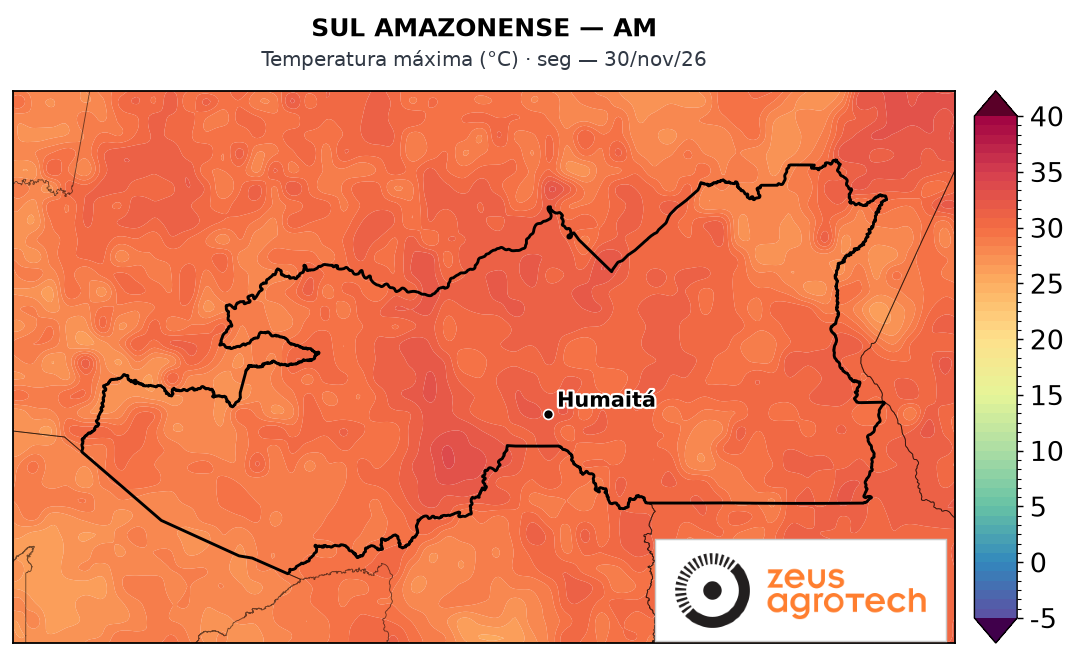 SUL AMAZONENSE — AM
Temperatura máxima (°C) · seg — 30/nov/26
Humaitá
40
35
30
25
20
15
10
5
0
-5
zeus
agrotech